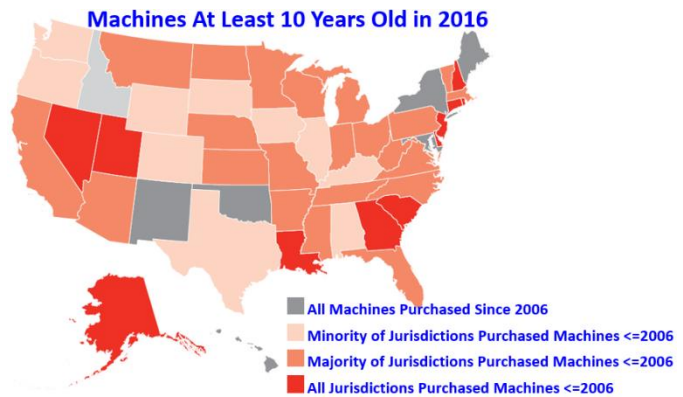 Machines At Least 10 Years Old in 2016
All Machines Purchased Since 2006
Minority of Jurisdictions Purchased Machines <=2006
Majority of Jurisdictions Purchased Machines <=2006
All Jurisdictions Purchased Machines <=2006